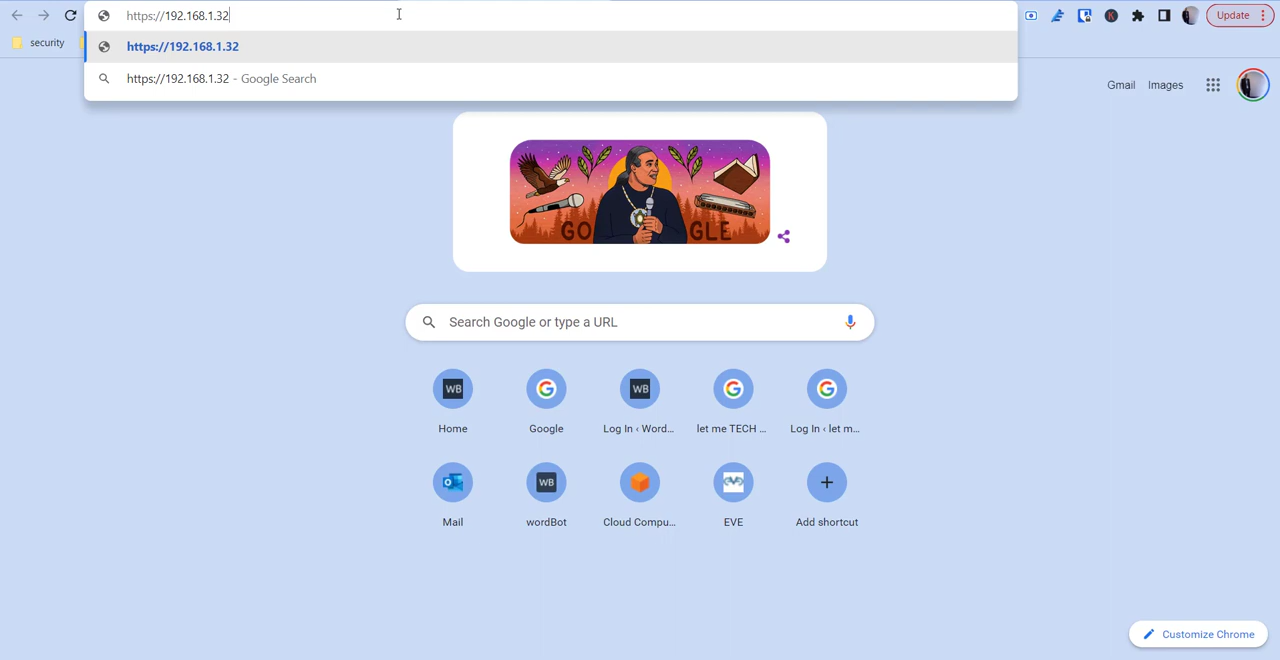 https://192.168.1.32
Update
https://192.168.1.32
security
https://192.168.1.32 - Google Search
Gmail
Images
GO GLE
Search Google or type a URL
WB
WB
Home
Google
Log In ‹ Word...
let me TECH ...
Log In ‹ let m...
WB
Mail
wordBot
Cloud Compu...
EVE
Add shortcut
Customize Chrome